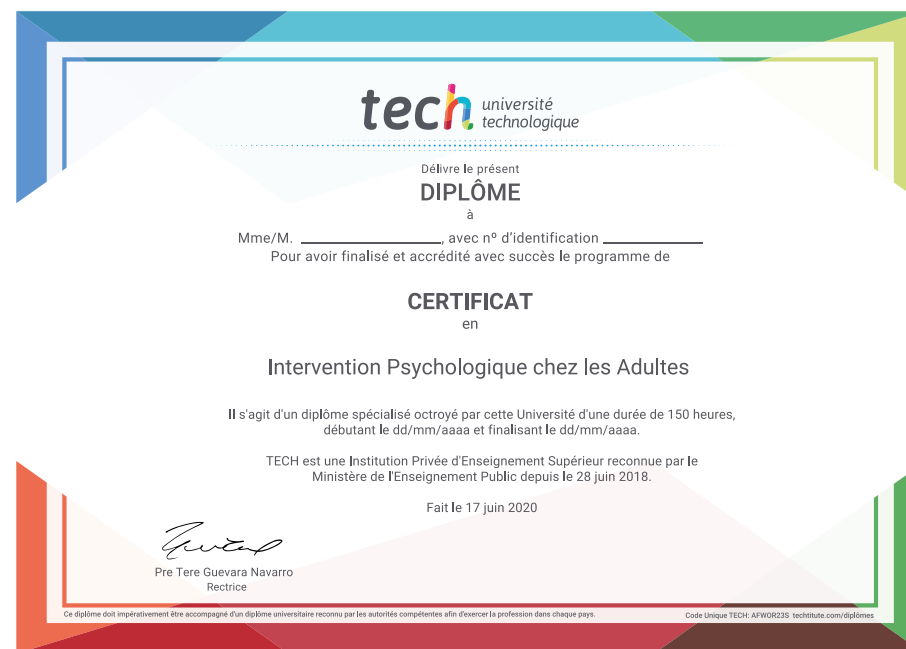 tech université
technologique
Délivre le présent
DIPLÔME
à
Mme/M. ____________________, avec nº d'identification ______________
Pour avoir finalisé et accrédité avec succès le programme de
CERTIFICAT
en
Intervention Psychologique chez les Adultes
Il s'agit d'un diplôme spécialisé octroyé par cette Université d'une durée de 150 heures,
débutant le dd/mm/aaaa et finalisant le dd/mm/aaaa.
TECH est une Institution Privée d'Enseignement Supérieur reconnue par le
Ministère de l'Enseignement Public depuis le 28 juin 2018.
Fait le 17 juin 2020
Pre Tere Guevara Navarro
Rectrice
Ce diplôme doit impérativement être accompagné d'un diplôme universitaire reconnu par les autorités compétentes afin d'exercer la profession dans chaque pays.
Code Unique TECH: AFWOR23S techtitute.com/diplômes